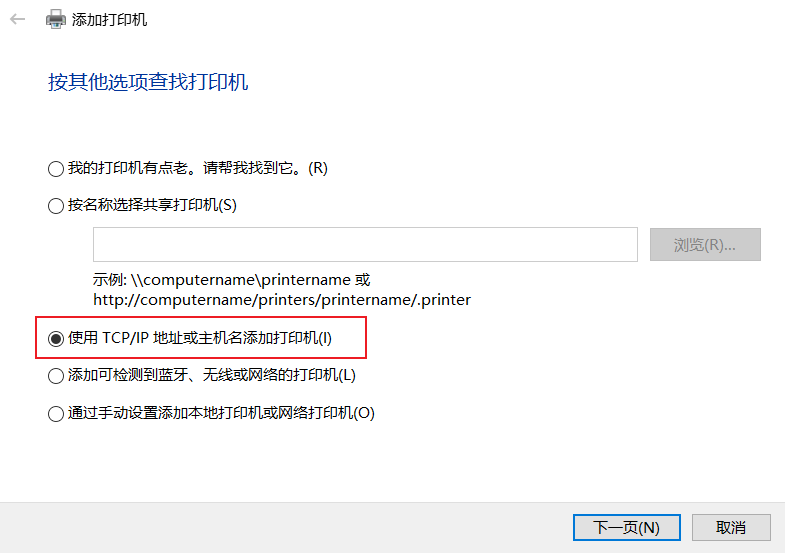 添加打印机
按其他选项查找打印机
我的打印机有点老。请帮我找到它。(R)
按名称选择共享打印机(S)
浏览(R)...
示例: \\computername\printername 或
http://computername/printers/printername/.printer
使用 TCP/IP 地址或主机名添加打印机(I)
添加可检测到蓝牙、无线或网络的打印机(L)
通过手动设置添加本地打印机或网络打印机(O)
下一页(N)
取消